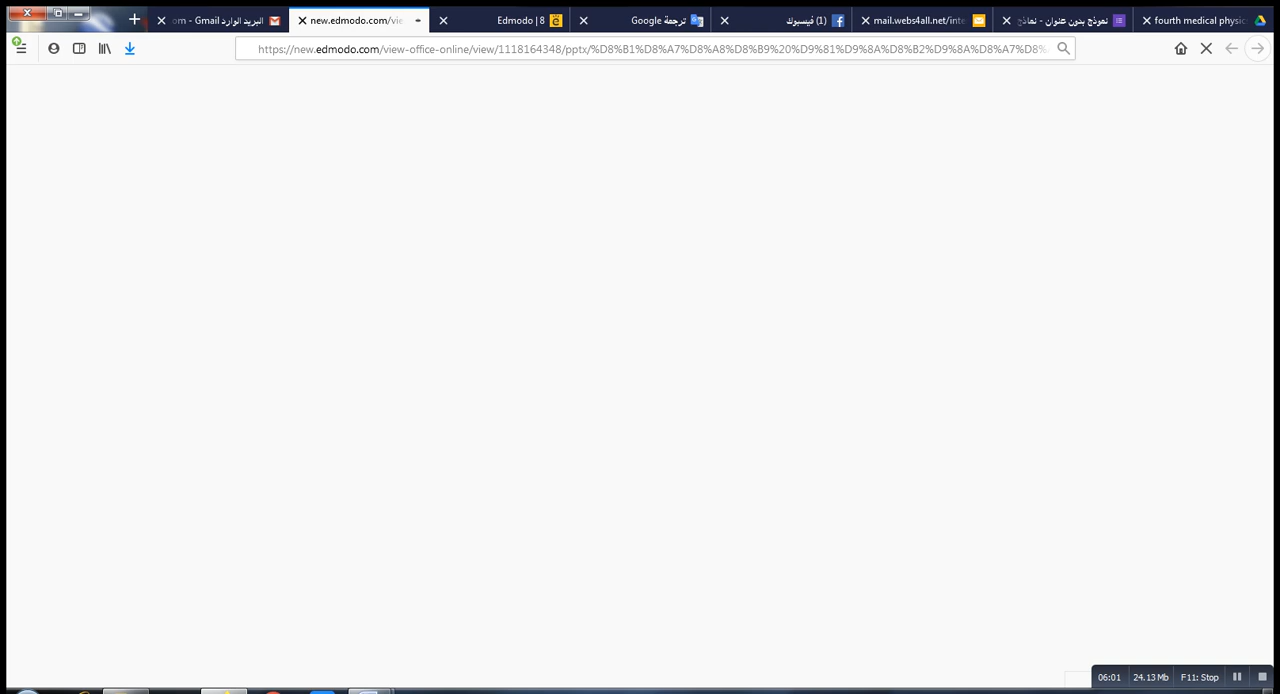 om - Gmail البريد الوارد
new.edmodo.com/vie
Edmodo | 8
ترجمة Google
(1) فيسبوك
mail.webs4all.net/inte
نموذج بدون عنوان - نماذج
fourth medical physic
https://new.edmodo.com/view-office-online/view/1118164348/pptx/%D8%B1%D8%A7%D8%A8%D8%B9%20%D9%81%D9%8A%D8%B2%D9%8A%D8%A7%D8%
06:01 24.13 Mb F11: Stop